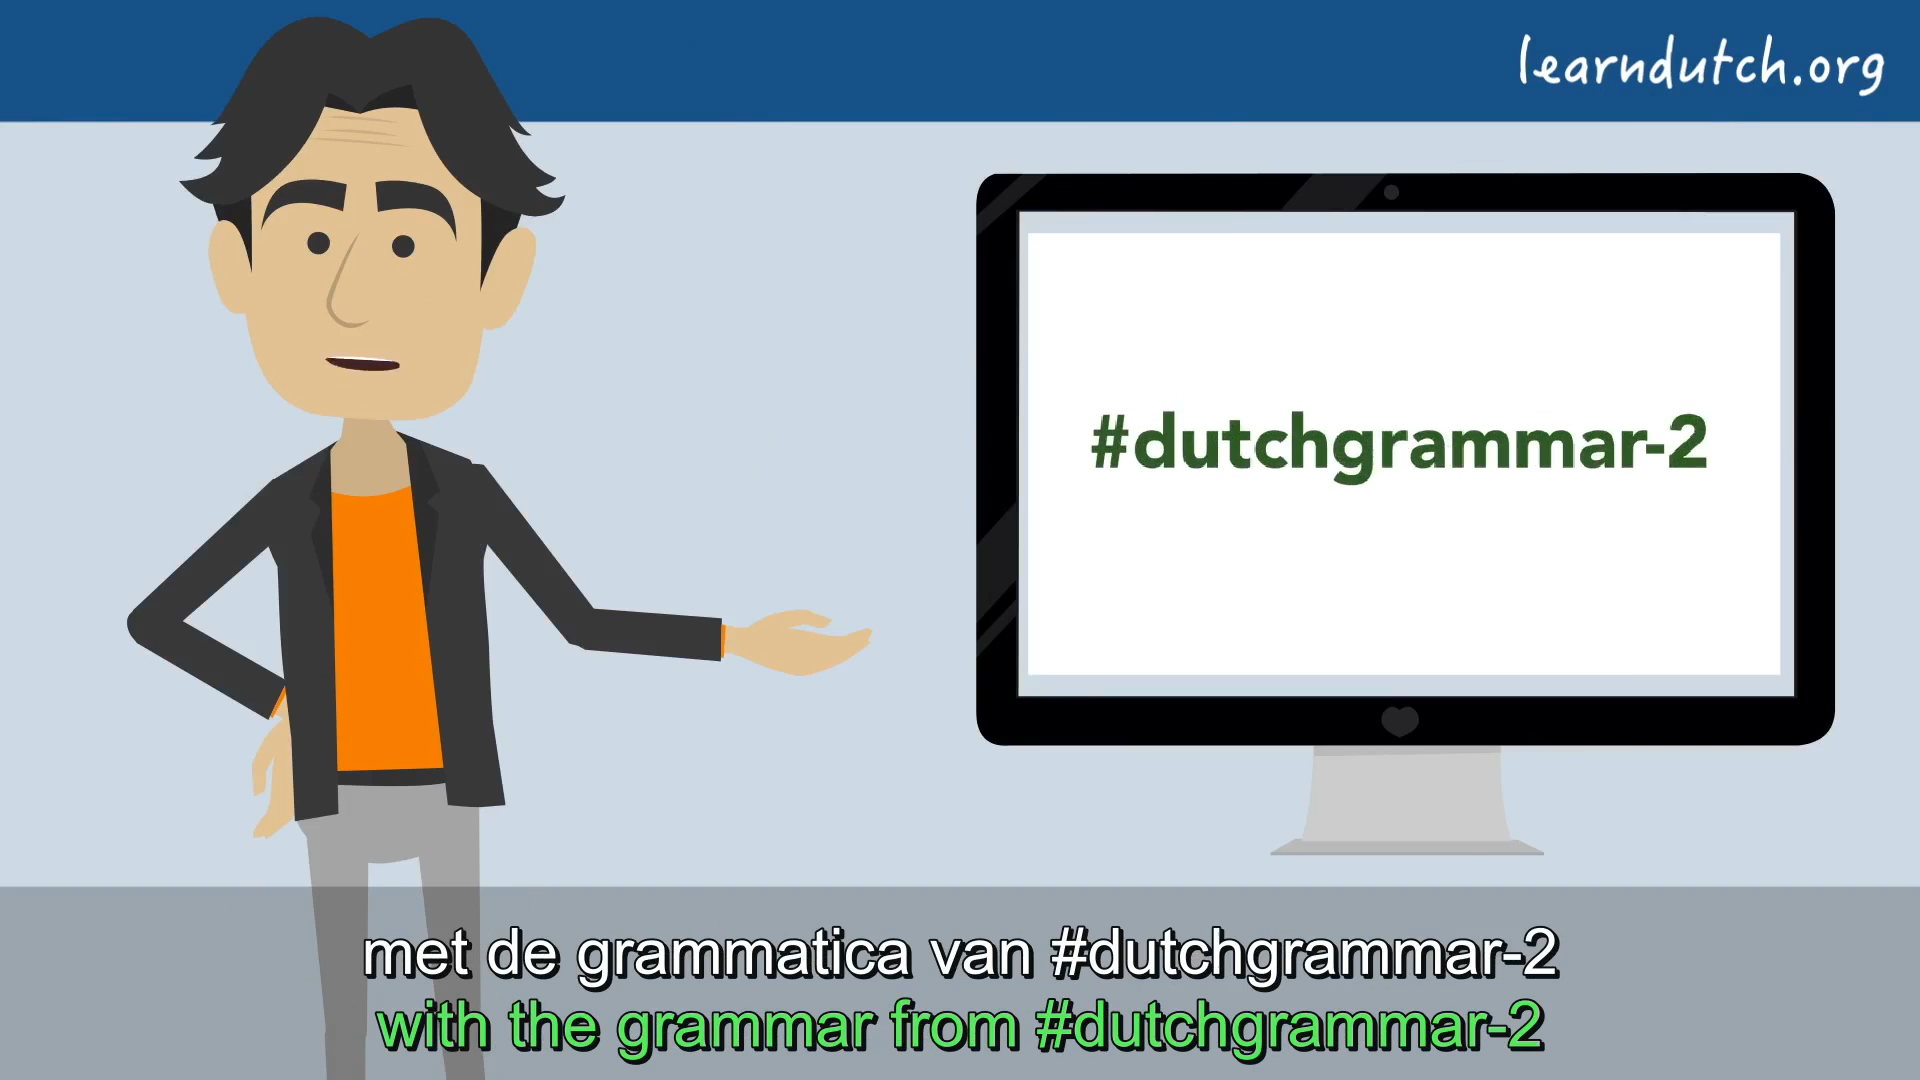 learndutch.org
#dutchgrammar-2
met de grammatica van #dutchgrammar-2
with the grammar from #dutchgrammar-2